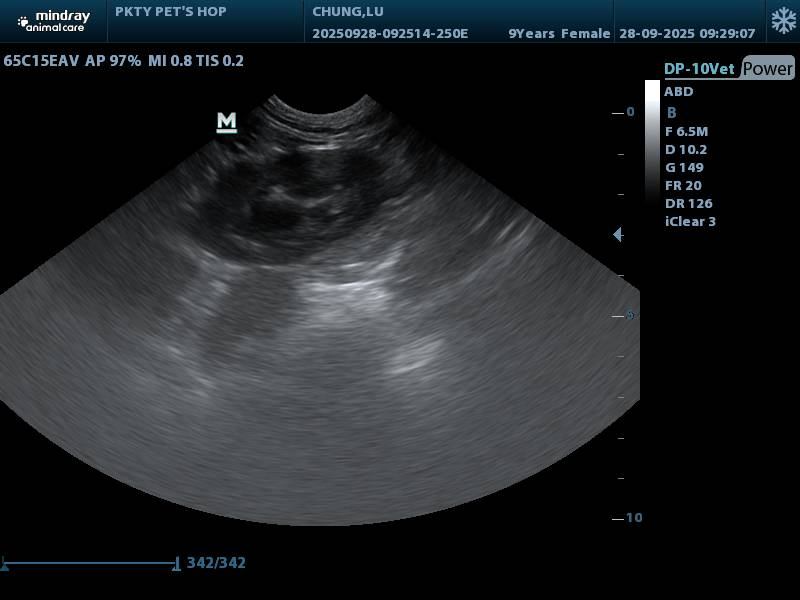 mindray
animal care
PKTY PET'S HOP
CHUNG,LU
20250928-092514-250E
9Years Female
28-09-2025 09:29:07
65C15EAV AP 97% MI 0.8 TIS 0.2
DP-10Vet
Power
ABD
B
F 6.5M
D 10.2
G 149
FR 20
DR 126
iClear 3
M
0
5
10
342/342